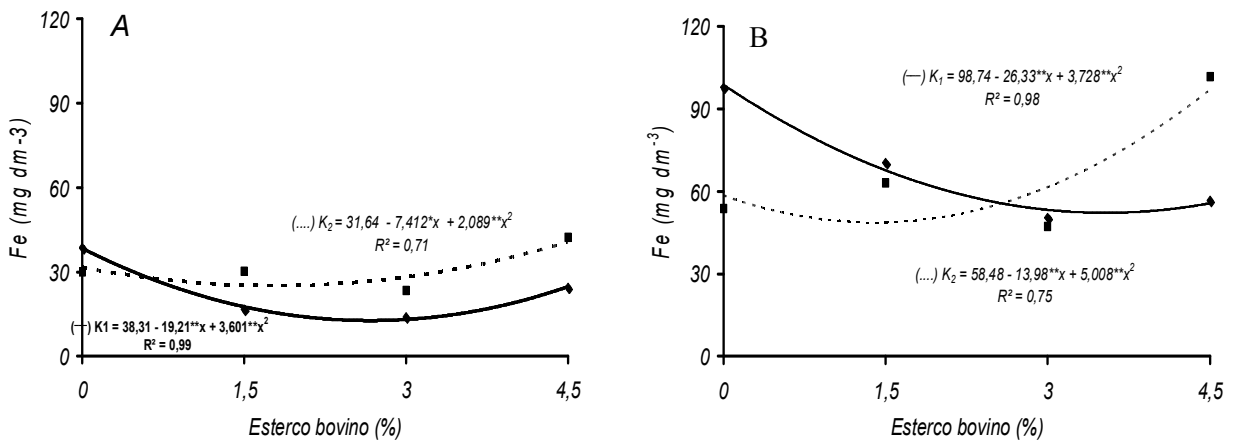 A
120
90
60
30
0
Fe (mg dm-3)
(....) K₂ = 31,64 - 7,412*x + 2,089**x²
R² = 0,71
(—) K1 = 38,31 - 19,21**x + 3,601**x²
R² = 0,99
0 1,5 3 4,5
Esterco bovino (%)
B
120
90
60
30
0
Fe (mg dm⁻³)
(—) K₁ = 98,74 - 26,33**x + 3,728**x²
R² = 0,98
(....) K₂ = 58,48 - 13,98**x + 5,008**x²
R² = 0,75
0 1,5 3 4,5
Esterco bovino (%)